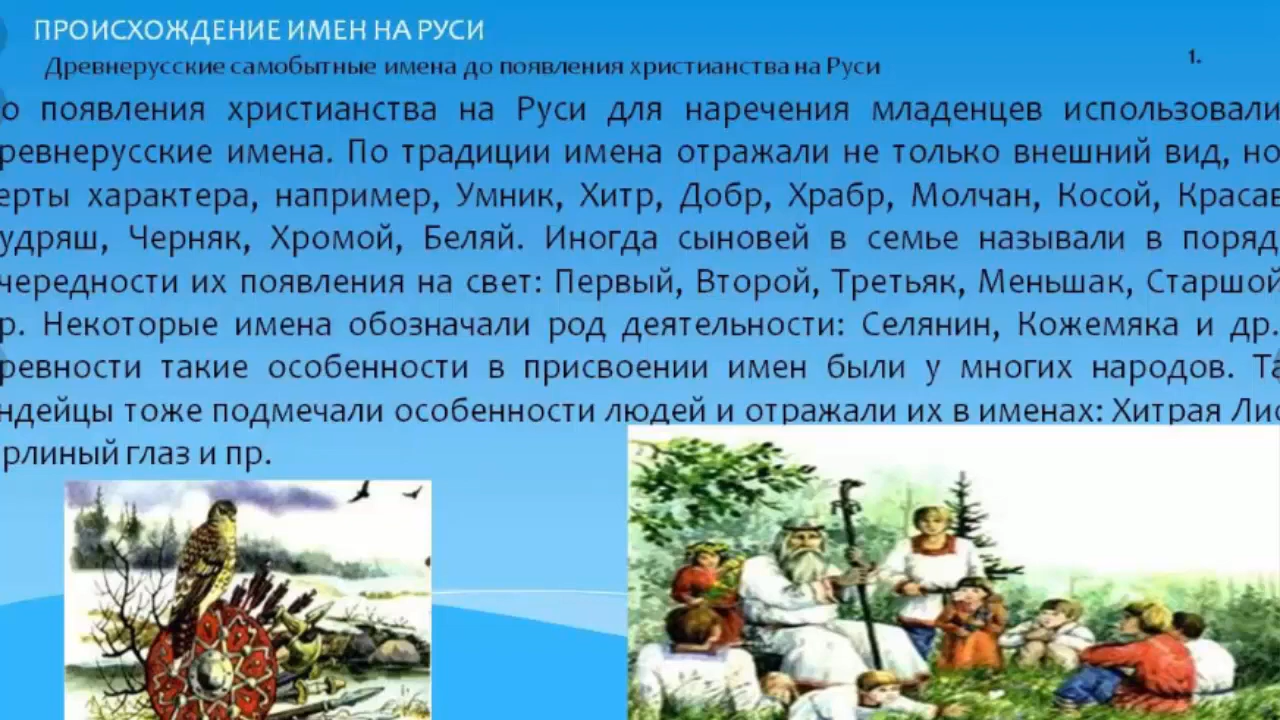 ПРОИСХОЖДЕНИЕ ИМЕН НА РУСИ
Древнерусские самобытные имена до появления христианства на Руси
1.
о появления христианства на Руси для наречения младенцев использовали
ревнерусские имена. По традиции имена отражали не только внешний вид, но
ерты характера, например, Умник, Хитр, Добр, Храбр, Молчан, Косой, Красав
удряш, Черняк, Хромой, Беляй. Иногда сыновей в семье называли в поряд
чередности их появления на свет: Первый, Второй, Третьяк, Меньшак, Старшой
р. Некоторые имена обозначали род деятельности: Селянин, Кожемяка и др.
ревности такие особенности в присвоении имен были у многих народов. Та
ндейцы тоже подмечали особенности людей и отражали их в именах: Хитрая Лис
рлиный глаз и пр.